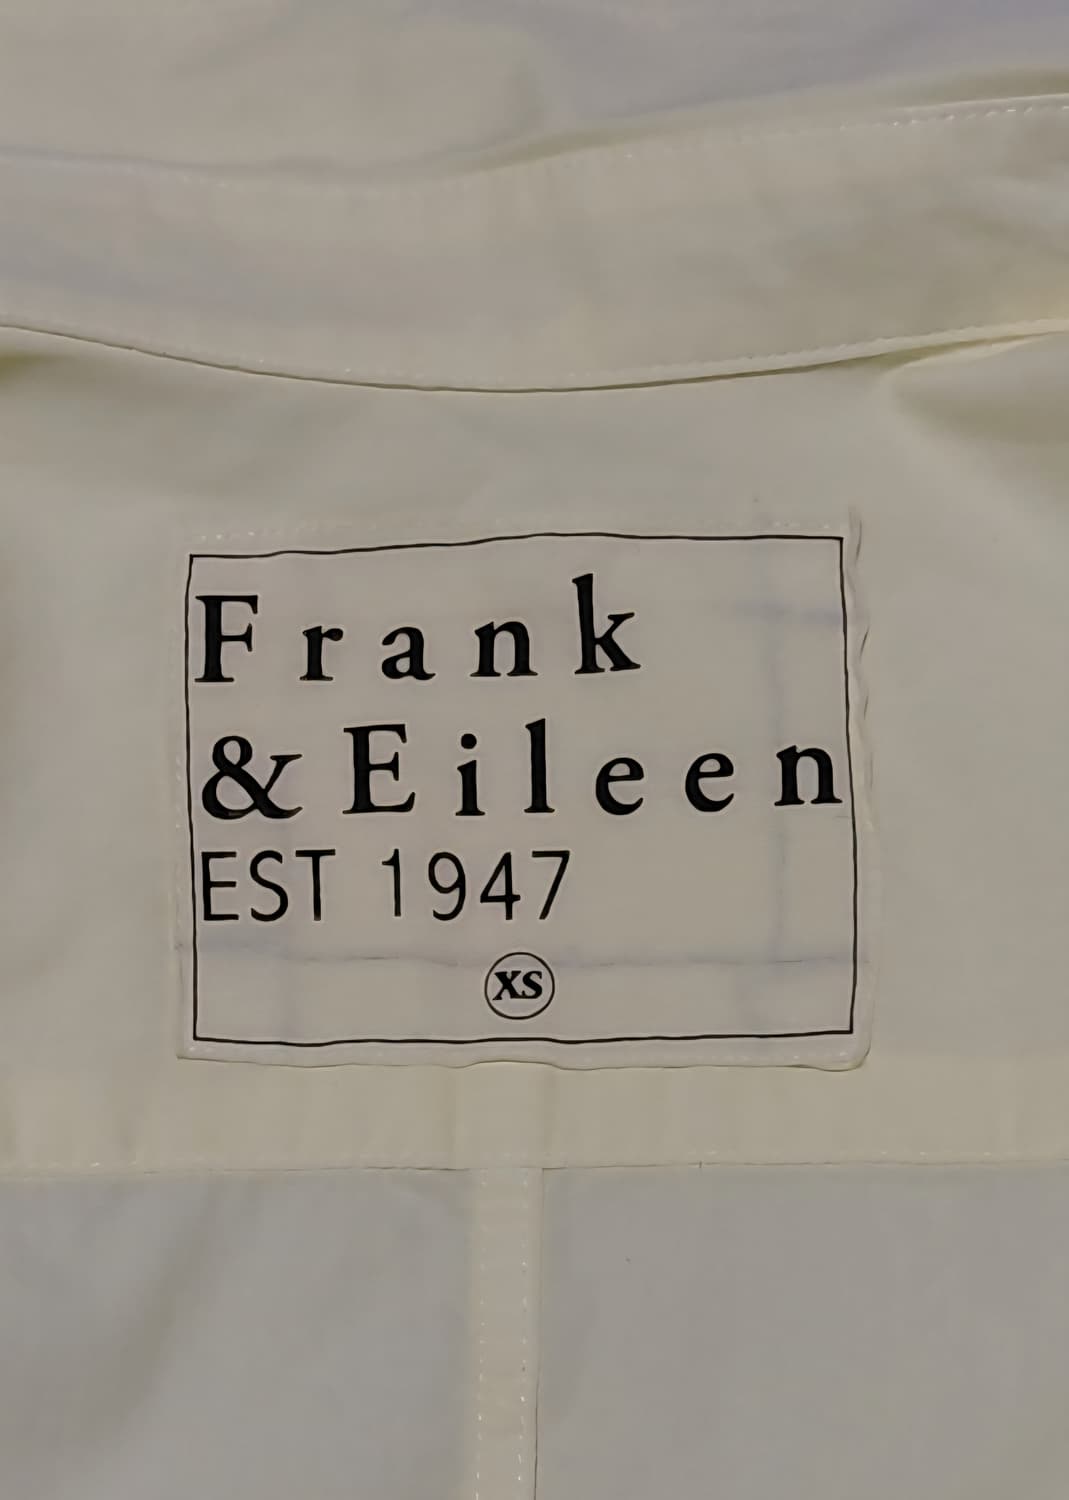 Frank
& Eileen
EST 1947
XS